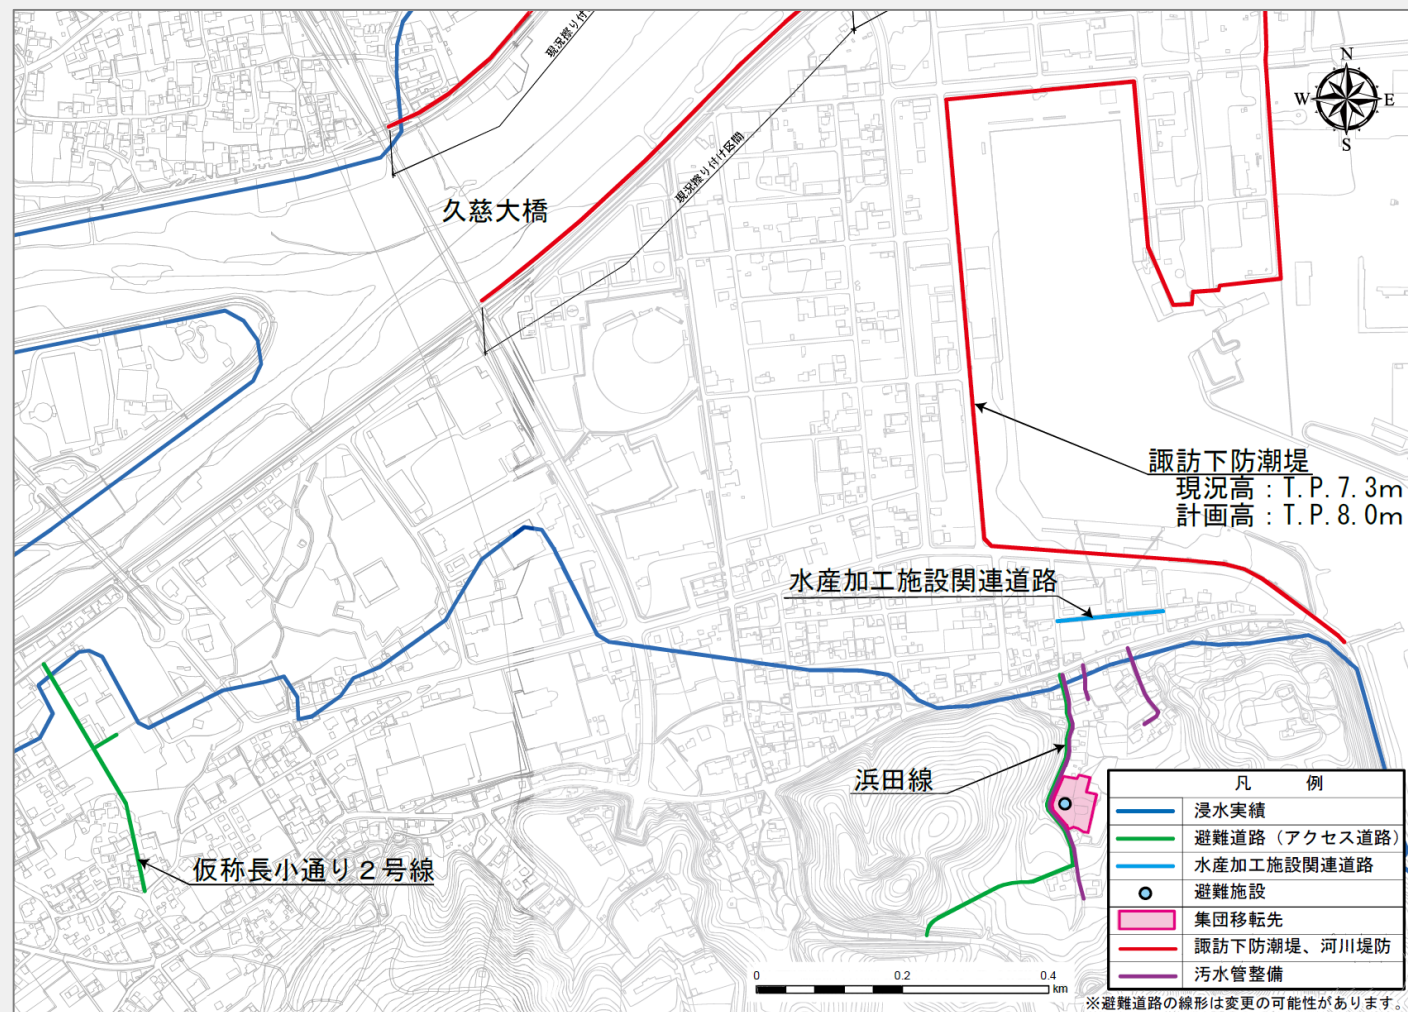 現況擦り付
現況擦り付け区間
N
W
E
S
久慈大橋
諏訪下防潮堤
現況高：T.P.7.3m
計画高：T.P.8.0m
水産加工施設関連道路
浜田線
仮称長小通り２号線
凡　例
浸水実績
避難道路（アクセス道路）
水産加工施設関連道路
避難施設
集団移転先
諏訪下防潮堤、河川堤防
汚水管整備
0 0.2 0.4
km
※避難道路の線形は変更の可能性があります。